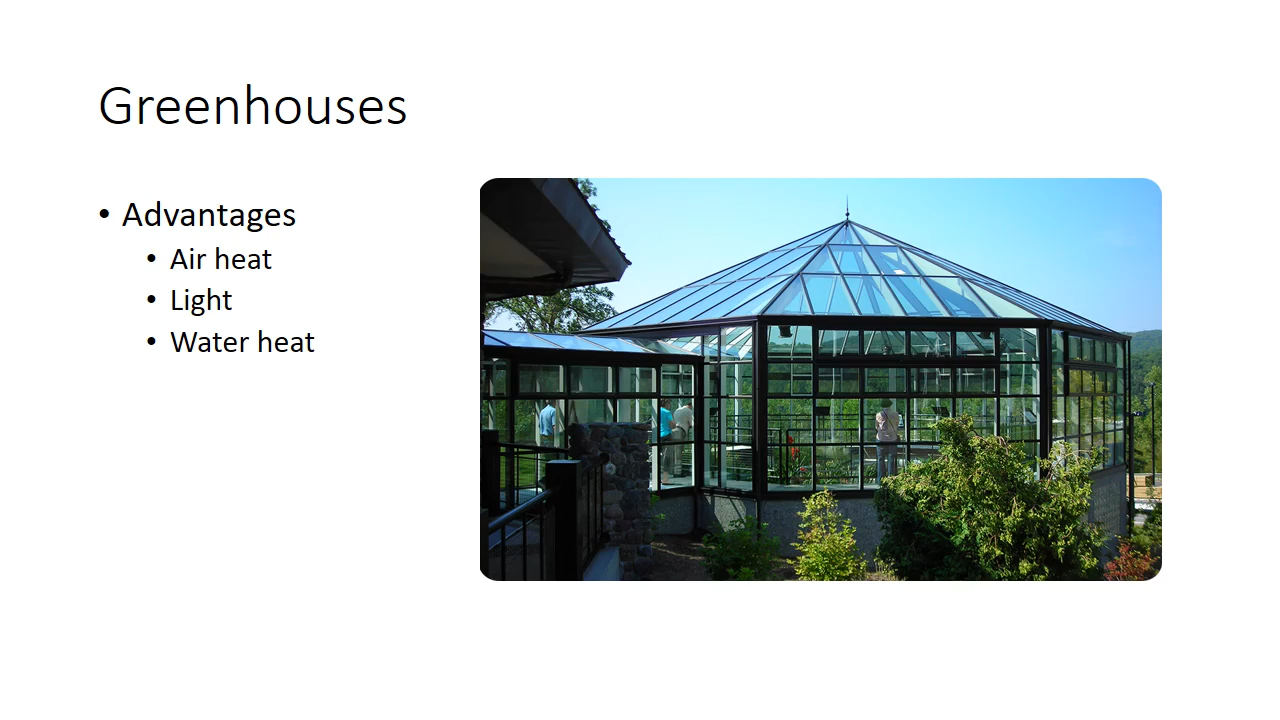 Greenhouses
• Advantages
• Air heat
• Light
• Water heat